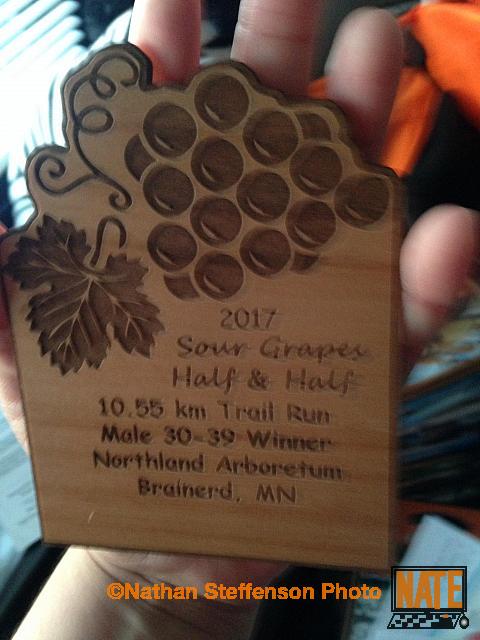 2017
Sour Grapes
Half & Half
10.55 km Trail Run
Male 30-39 Winner
Northland Arboretum
Brainerd, MN
©Nathan Steffenson Photo
NATE